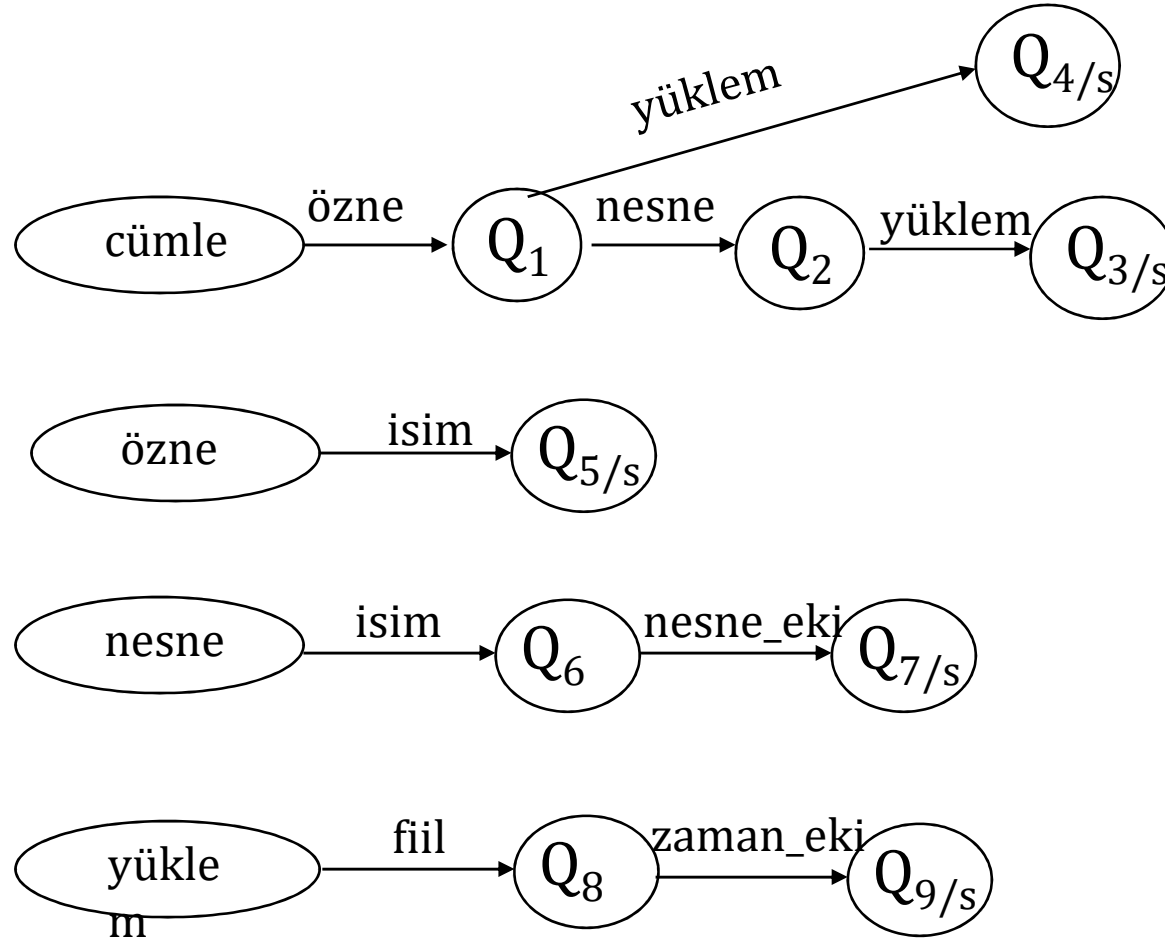 yüklem
Q4/s
cümle
özne
Q1
nesne
Q2
yüklem
Q3/s
özne
isim
Q5/s
nesne
isim
Q6
nesne_eki
Q7/s
yükle
m
fiil
Q8
zaman_eki
Q9/s